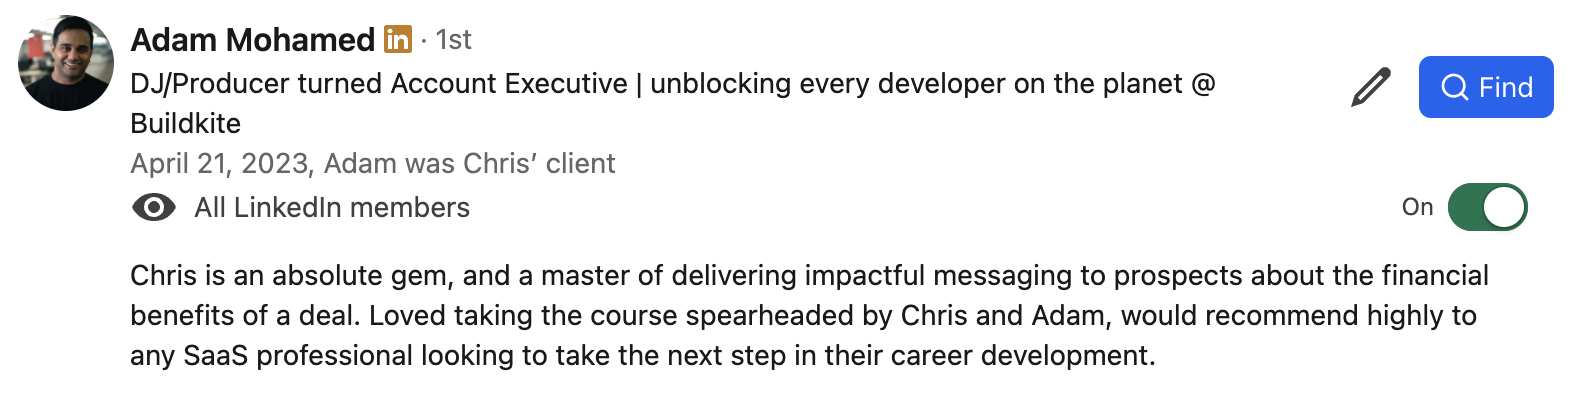 Adam Mohamed in · 1st
DJ/Producer turned Account Executive | unblocking every developer on the planet @
Buildkite
Find
April 21, 2023, Adam was Chris’ client
All LinkedIn members
On
Chris is an absolute gem, and a master of delivering impactful messaging to prospects about the financial
benefits of a deal. Loved taking the course spearheaded by Chris and Adam, would recommend highly to
any SaaS professional looking to take the next step in their career development.